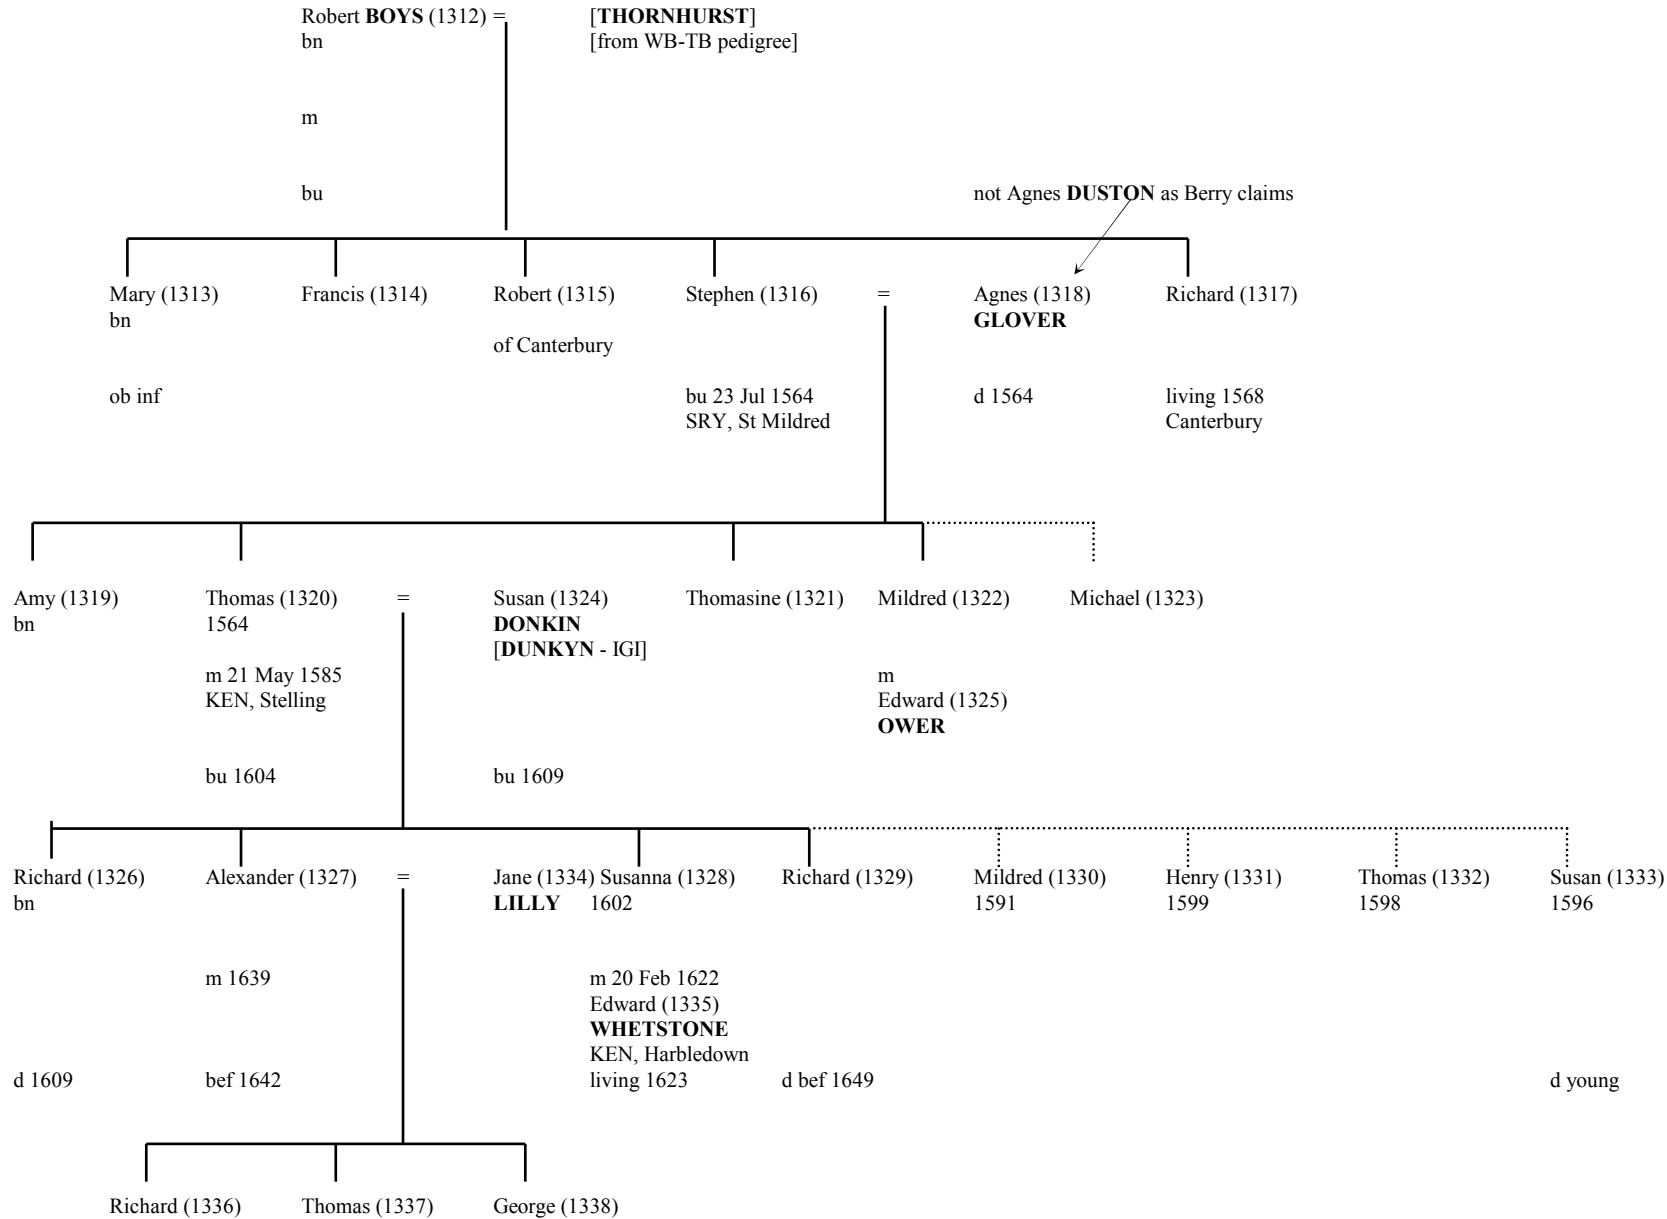 Robert BOYS (1312) = [THORNHURST]
bn [from WB-TB pedigree]
m
bu not Agnes DUSTON as Berry claims
Mary (1313) Francis (1314) Robert (1315) Stephen (1316) = Agnes (1318) Richard (1317)
bn GLOVER
of Canterbury
ob inf bu 23 Jul 1564 d 1564 living 1568
SRY, St Mildred Canterbury
Amy (1319) Thomas (1320) = Susan (1324) Thomasine (1321) Mildred (1322) Michael (1323)
bn 1564 DONKIN
[DUNKYN - IGI]
m 21 May 1585 m
KEN, Stelling Edward (1325)
OWER
bu 1604 bu 1609
Richard (1326) Alexander (1327) = Jane (1334) Susanna (1328) Richard (1329) Mildred (1330) Henry (1331) Thomas (1332) Susan (1333)
bn LILLY 1602 1591 1599 1598 1596
m 1639 m 20 Feb 1622
Edward (1335)
WHETSTONE
KEN, Harbledown
d 1609 bef 1642 living 1623 d bef 1649 d young
Richard (1336) Thomas (1337) George (1338)